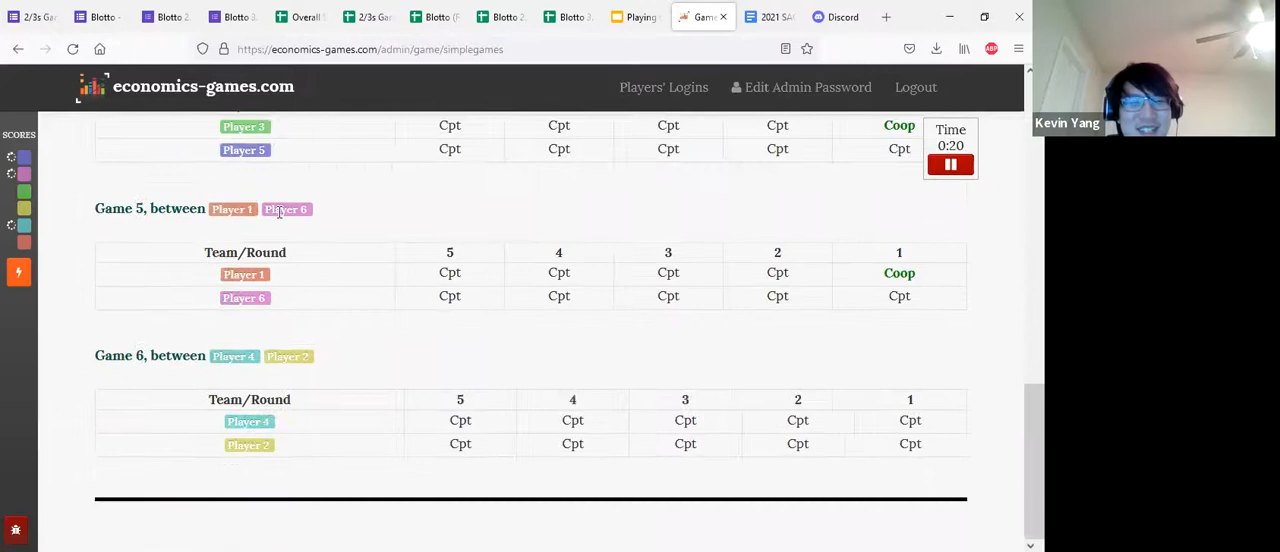 2/3s Ga
Blotto -
Blotto 2.
Blotto 3.
Overall
2/3s Ga
Blotto (F
Blotto 2.
Blotto 3.
Playing
Game
2021 SA
Discord
https://economics-games.com/admin/game/simplegames
ABP
economics-games.com
Players' Logins
Edit Admin Password
Logout
SCORES
Kevin Yang
Player 3 Cpt Cpt Cpt Cpt Coop
Player 5 Cpt Cpt Cpt Cpt Cpt
Time
0:20
Game 5, between Player 1 Player 6
Team/Round 5 4 3 2 1
Player 1 Cpt Cpt Cpt Cpt Coop
Player 6 Cpt Cpt Cpt Cpt Cpt
Game 6, between Player 4 Player 2
Team/Round 5 4 3 2 1
Player 4 Cpt Cpt Cpt Cpt Cpt
Player 2 Cpt Cpt Cpt Cpt Cpt